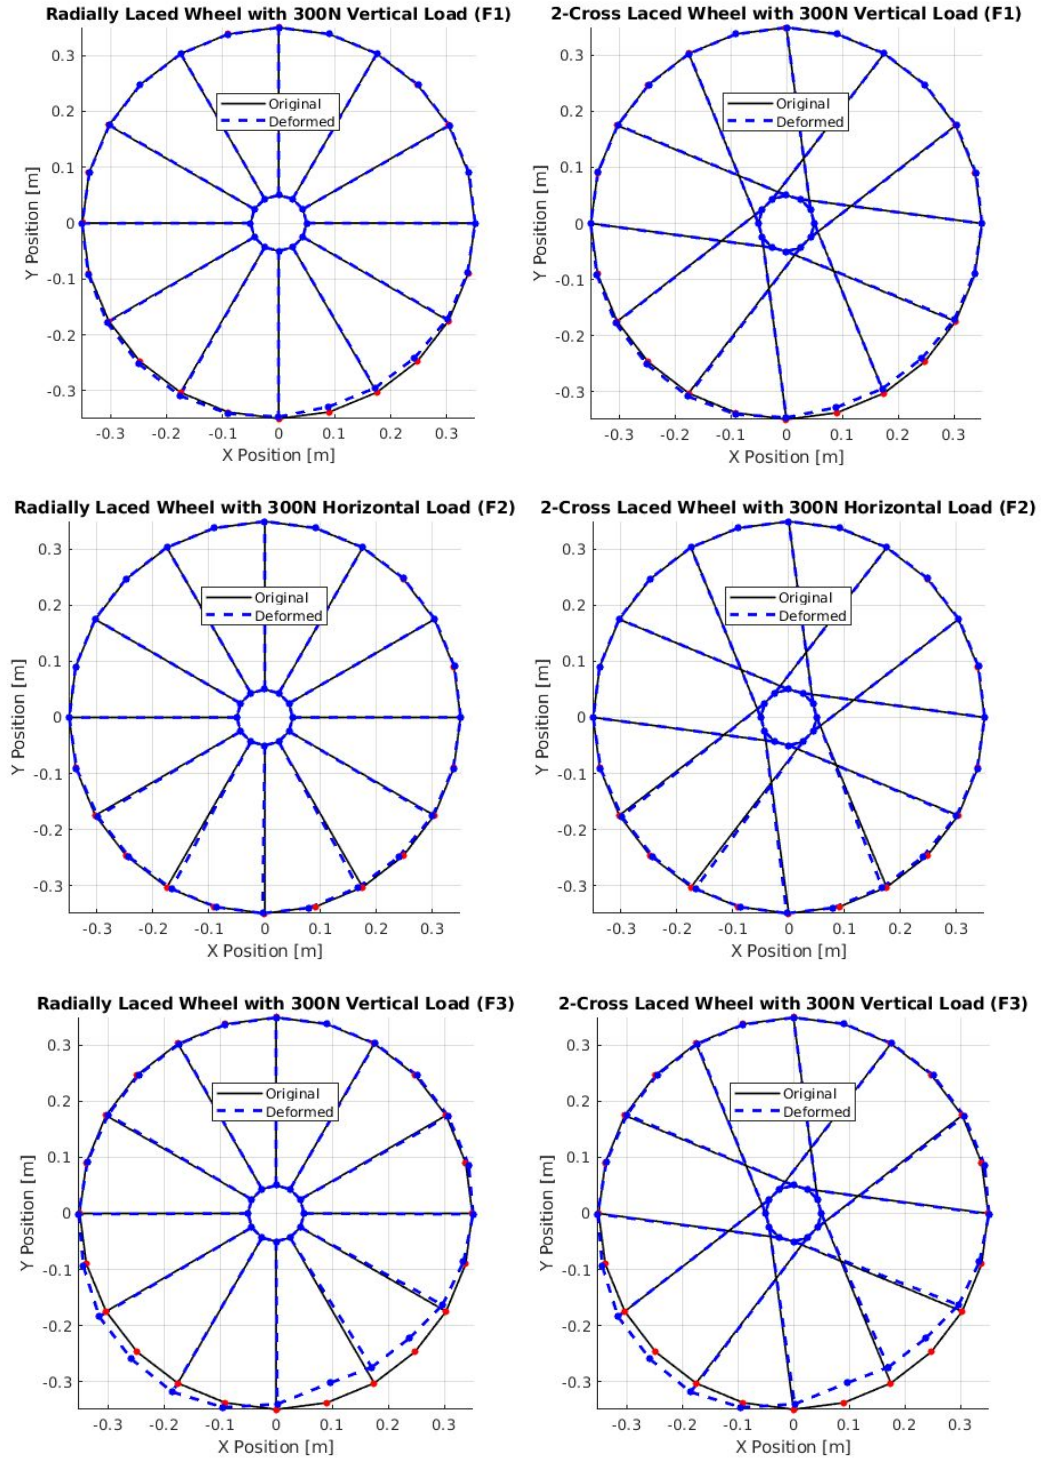 Radially Laced Wheel with 300N Vertical Load (F1)
0.3
0.2
0.1
0
-0.1
-0.2
-0.3
Y Position [m]
Original
Deformed
-0.3 -0.2 -0.1 0 0.1 0.2 0.3
X Position [m]
2-Cross Laced Wheel with 300N Vertical Load (F1)
0.3
0.2
0.1
0
-0.1
-0.2
-0.3
Y Position [m]
Original
Deformed
-0.3 -0.2 -0.1 0 0.1 0.2 0.3
X Position [m]
Radially Laced Wheel with 300N Horizontal Load (F2)
0.3
0.2
0.1
0
-0.1
-0.2
-0.3
Y Position [m]
Original
Deformed
-0.3 -0.2 -0.1 0 0.1 0.2 0.3
X Position [m]
2-Cross Laced Wheel with 300N Horizontal Load (F2)
0.3
0.2
0.1
0
-0.1
-0.2
-0.3
Y Position [m]
Original
Deformed
-0.3 -0.2 -0.1 0 0.1 0.2 0.3
X Position [m]
Radially Laced Wheel with 300N Vertical Load (F3)
0.3
0.2
0.1
0
-0.1
-0.2
-0.3
Y Position [m]
Original
Deformed
-0.3 -0.2 -0.1 0 0.1 0.2 0.3
X Position [m]
2-Cross Laced Wheel with 300N Vertical Load (F3)
0.3
0.2
0.1
0
-0.1
-0.2
-0.3
Y Position [m]
Original
Deformed
-0.3 -0.2 -0.1 0 0.1 0.2 0.3
X Position [m]